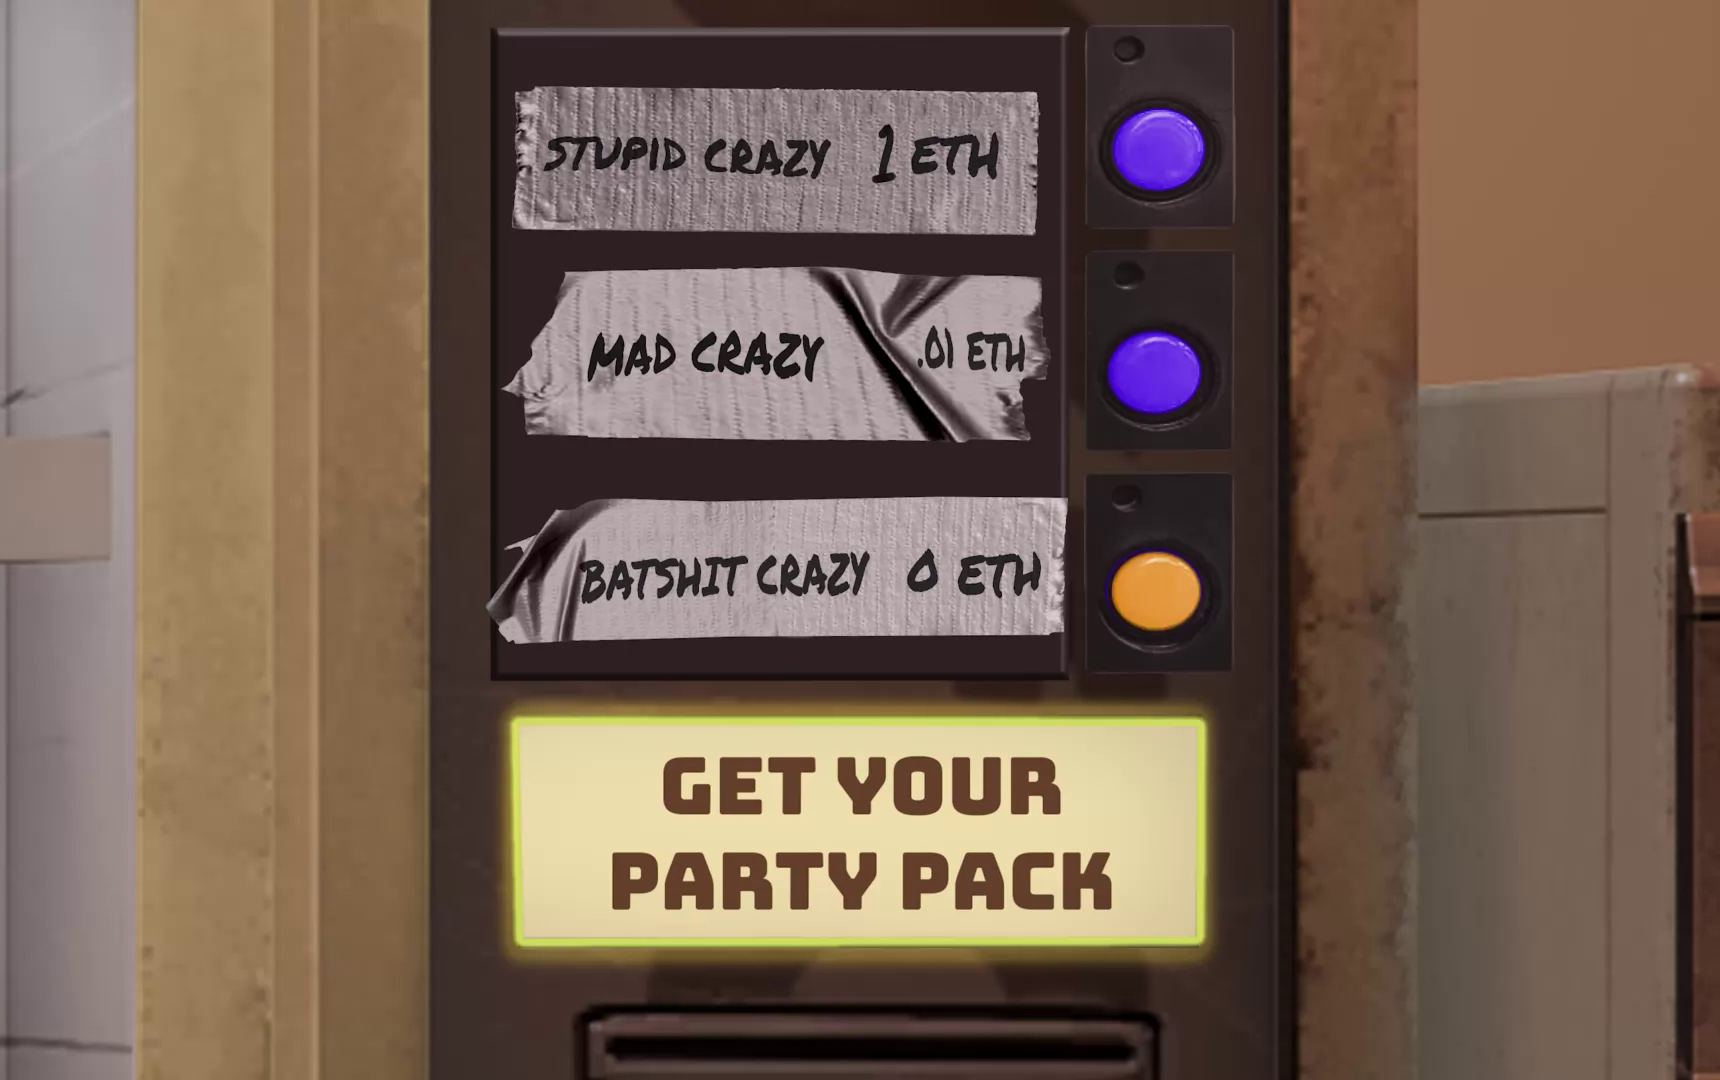 STUPID CRAZY 1 ETH
MAD CRAZY .01 ETH
BATSHIT CRAZY 0 ETH
GET YOUR
PARTY PACK